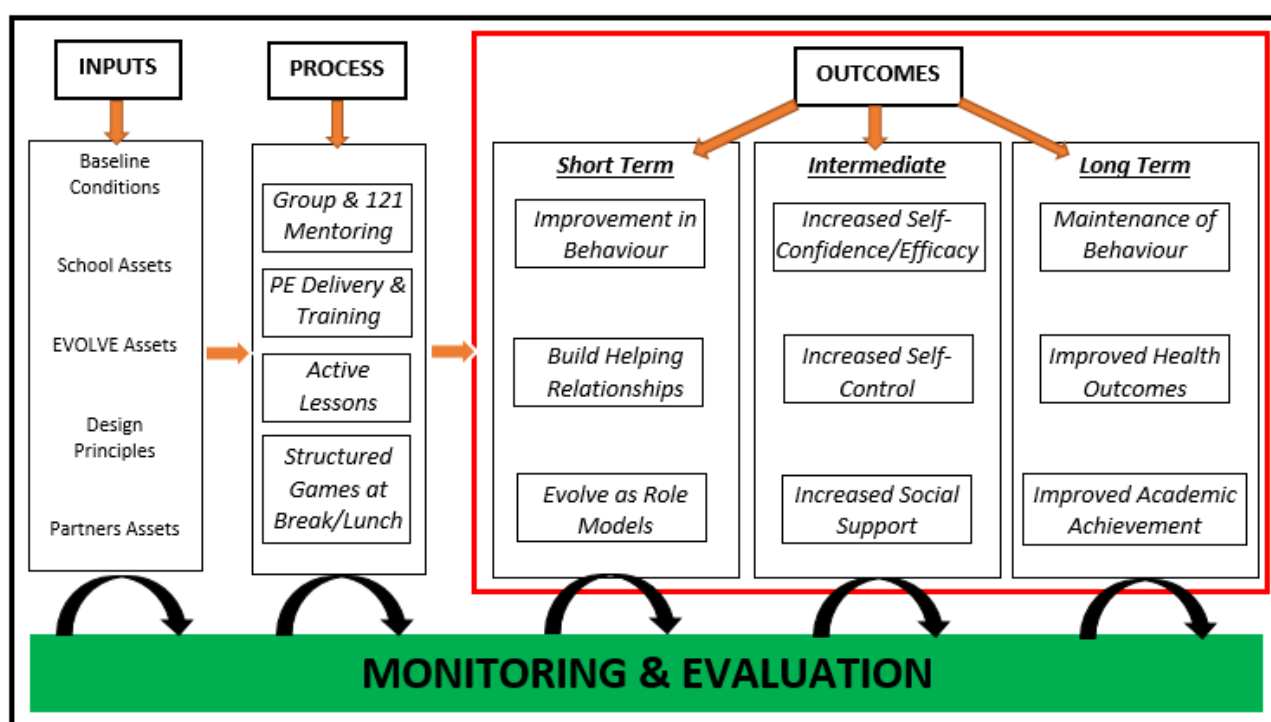 INPUTS
PROCESS
OUTCOMES
Baseline
Conditions
School Assets
EVOLVE Assets
Design
Principles
Partners Assets
Group & 121
Mentoring
PE Delivery &
Training
Active
Lessons
Structured
Games at
Break/Lunch
Short Term
Improvement in
Behaviour
Build Helping
Relationships
Evolve as Role
Models
Intermediate
Increased Self-
Confidence/Efficacy
Increased Self-
Control
Increased Social
Support
Long Term
Maintenance of
Behaviour
Improved Health
Outcomes
Improved Academic
Achievement
MONITORING & EVALUATION